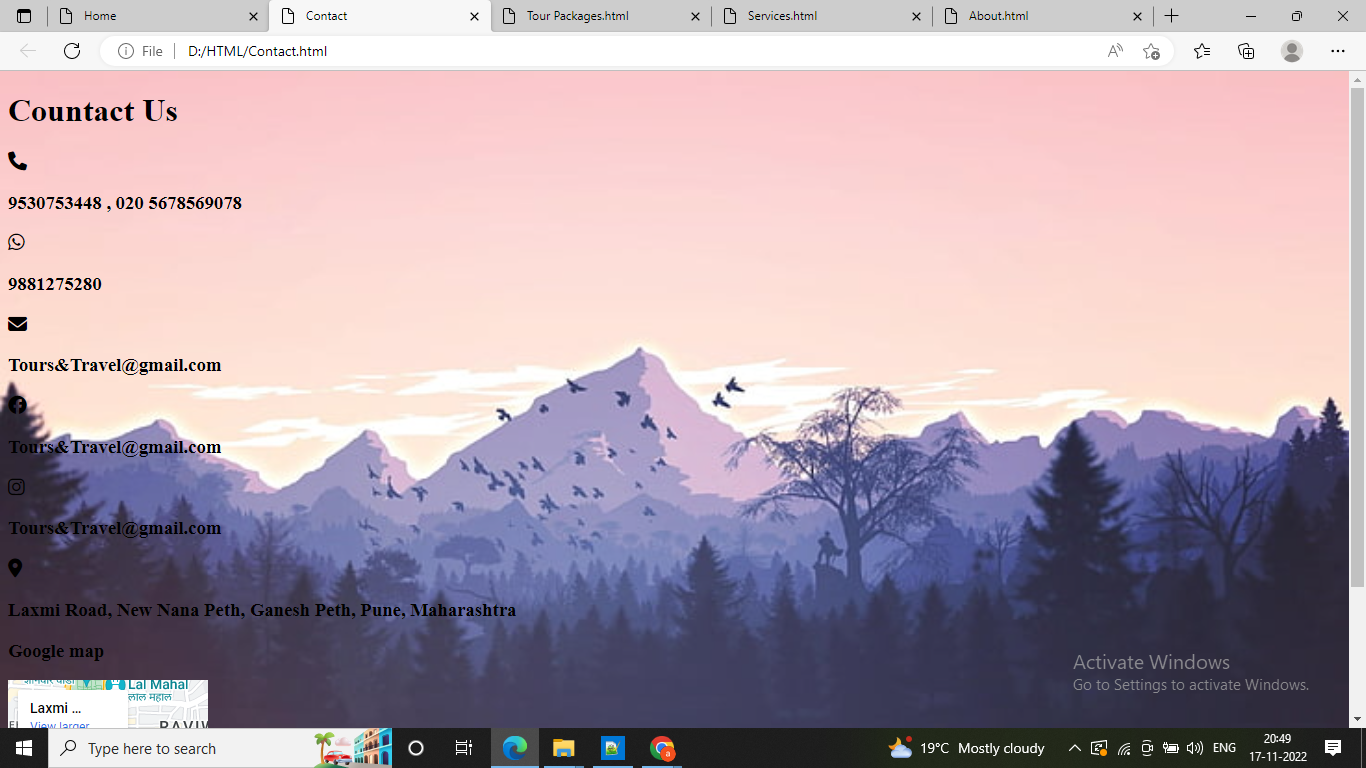 Home
Contact
Tour Packages.html
Services.html
About.html
File
D:/HTML/Contact.html
Countact Us
9530753448 , 020 5678569078
9881275280
Tours&Travel@gmail.com
Tours&Travel@gmail.com
Tours&Travel@gmail.com
Laxmi Road, New Nana Peth, Ganesh Peth, Pune, Maharashtra
Google map
Lal Mahal
लाल महाल
Laxmi ...
View larger
Activate Windows
Go to Settings to activate Windows.
Type here to search
19°C Mostly cloudy
ENG
20:49
17-11-2022